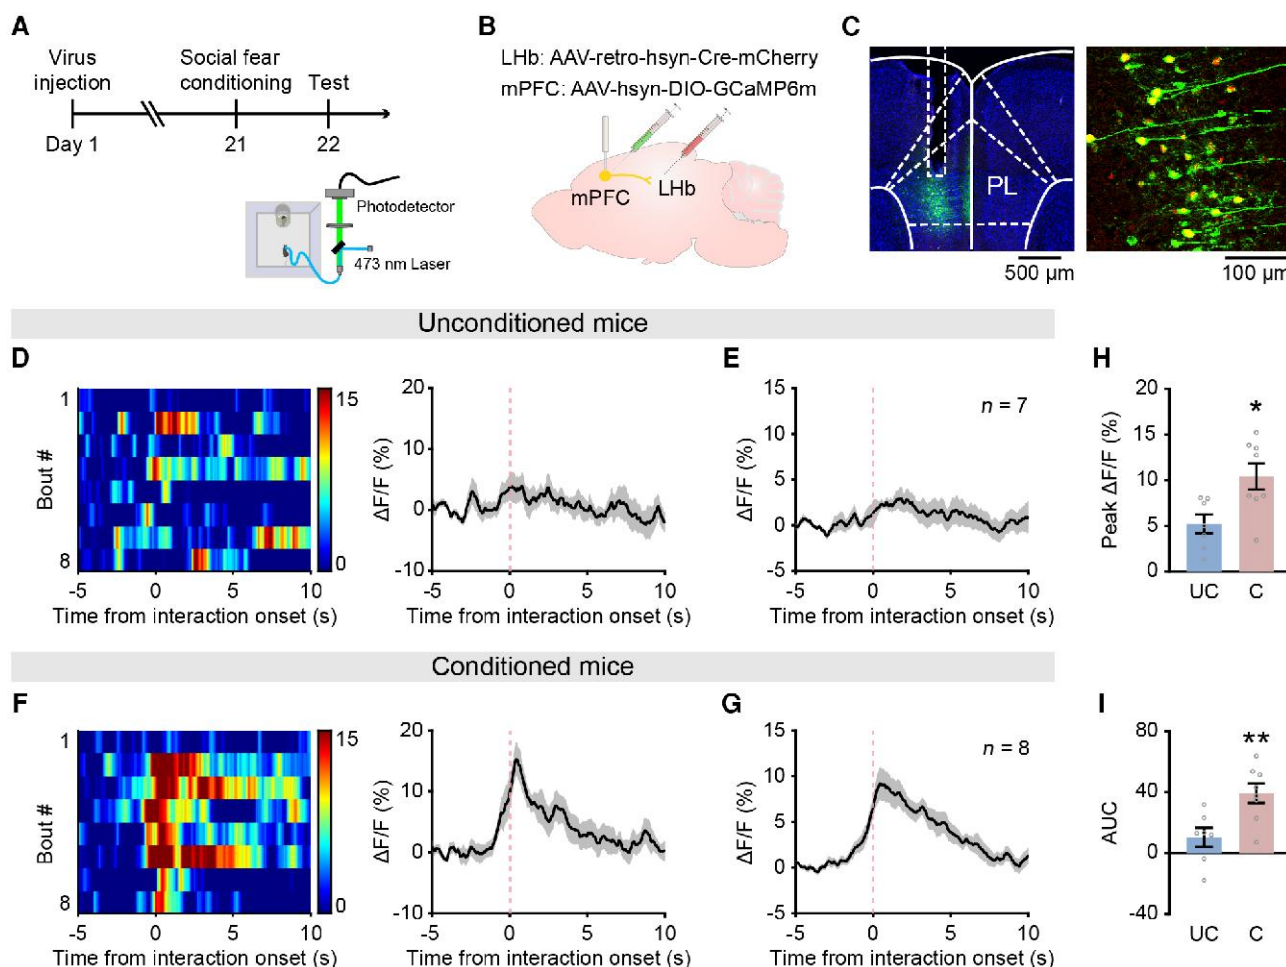 A
Virus injection
Social fear conditioning
Test
Day 1
21
22
Photodetector
473 nm Laser
B
LHb: AAV-retro-hsyn-Cre-mCherry
mPFC: AAV-hsyn-DIO-GCaMP6m
mPFC
LHb
C
PL
500 µm
100 µm
Unconditioned mice
D
1
Bout #
8
-5
0
5
10
Time from interaction onset (s)
15
0
20
10
0
-10
ΔF/F (%)
-5
0
5
10
Time from interaction onset (s)
E
n = 7
15
10
5
0
-5
ΔF/F (%)
-5
0
5
10
Time from interaction onset (s)
H
20
15
10
5
0
Peak ΔF/F (%)
*
UC
C
Conditioned mice
F
1
Bout #
8
-5
0
5
10
Time from interaction onset (s)
15
0
20
10
0
-10
ΔF/F (%)
-5
0
5
10
Time from interaction onset (s)
G
n = 8
15
10
5
0
-5
ΔF/F (%)
-5
0
5
10
Time from interaction onset (s)
I
80
40
0
-40
AUC
**
UC
C